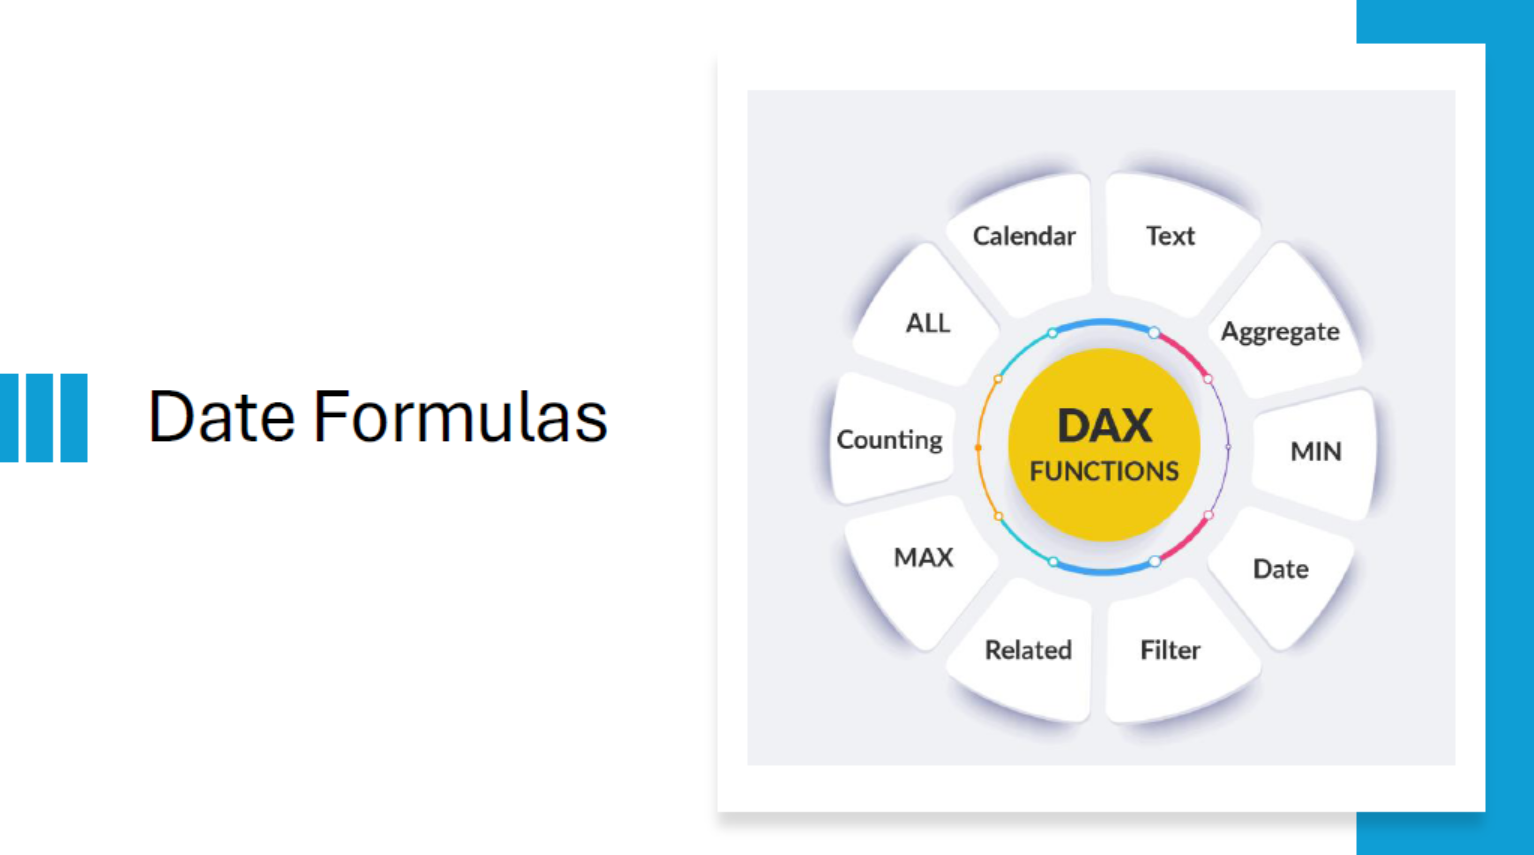 Date Formulas
Calendar
Text
ALL
Aggregate
Counting
DAX
FUNCTIONS
MIN
MAX
Date
Related
Filter